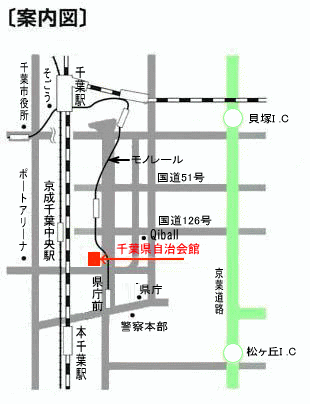 〔案内図〕
千葉駅
そごう
千葉市役所
貝塚I.C
モノレール
国道51号
ポートアリーナ
京成千葉中央駅
国道126号
Qiball
千葉県自治会館
県庁前
県庁
京葉道路
警察本部
本千葉駅
松ヶ丘I.C